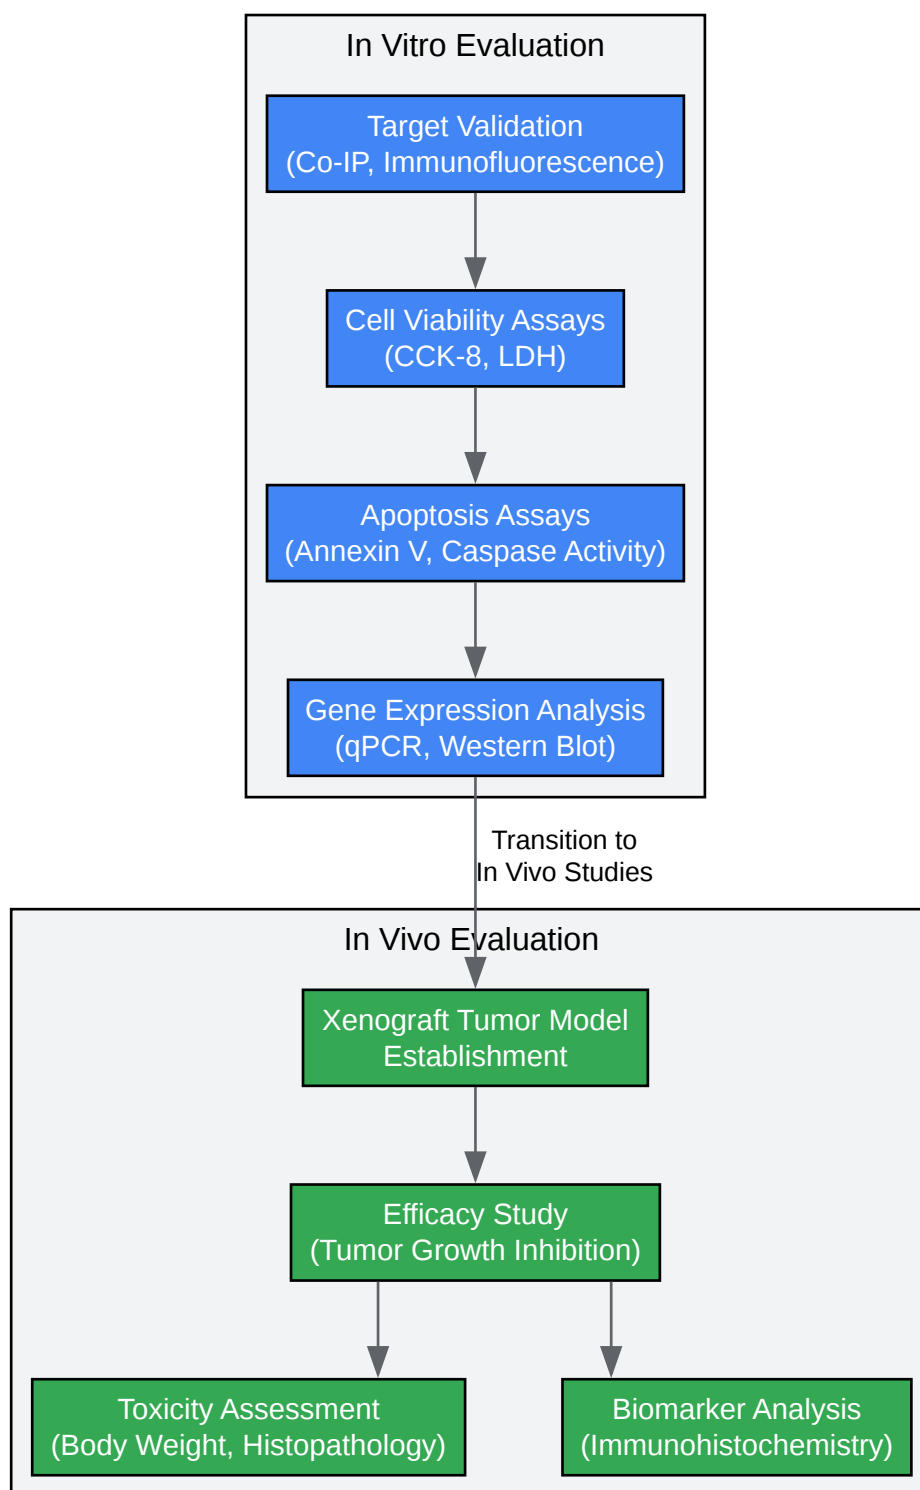 In Vitro Evaluation
Target Validation
(Co-IP, Immunofluorescence)
Cell Viability Assays
(CCK-8, LDH)
Apoptosis Assays
(Annexin V, Caspase Activity)
Gene Expression Analysis
(qPCR, Western Blot)
Transition to
In Vivo Studies
In Vivo Evaluation
Xenograft Tumor Model
Establishment
Efficacy Study
(Tumor Growth Inhibition)
Toxicity Assessment
(Body Weight, Histopathology)
Biomarker Analysis
(Immunohistochemistry)